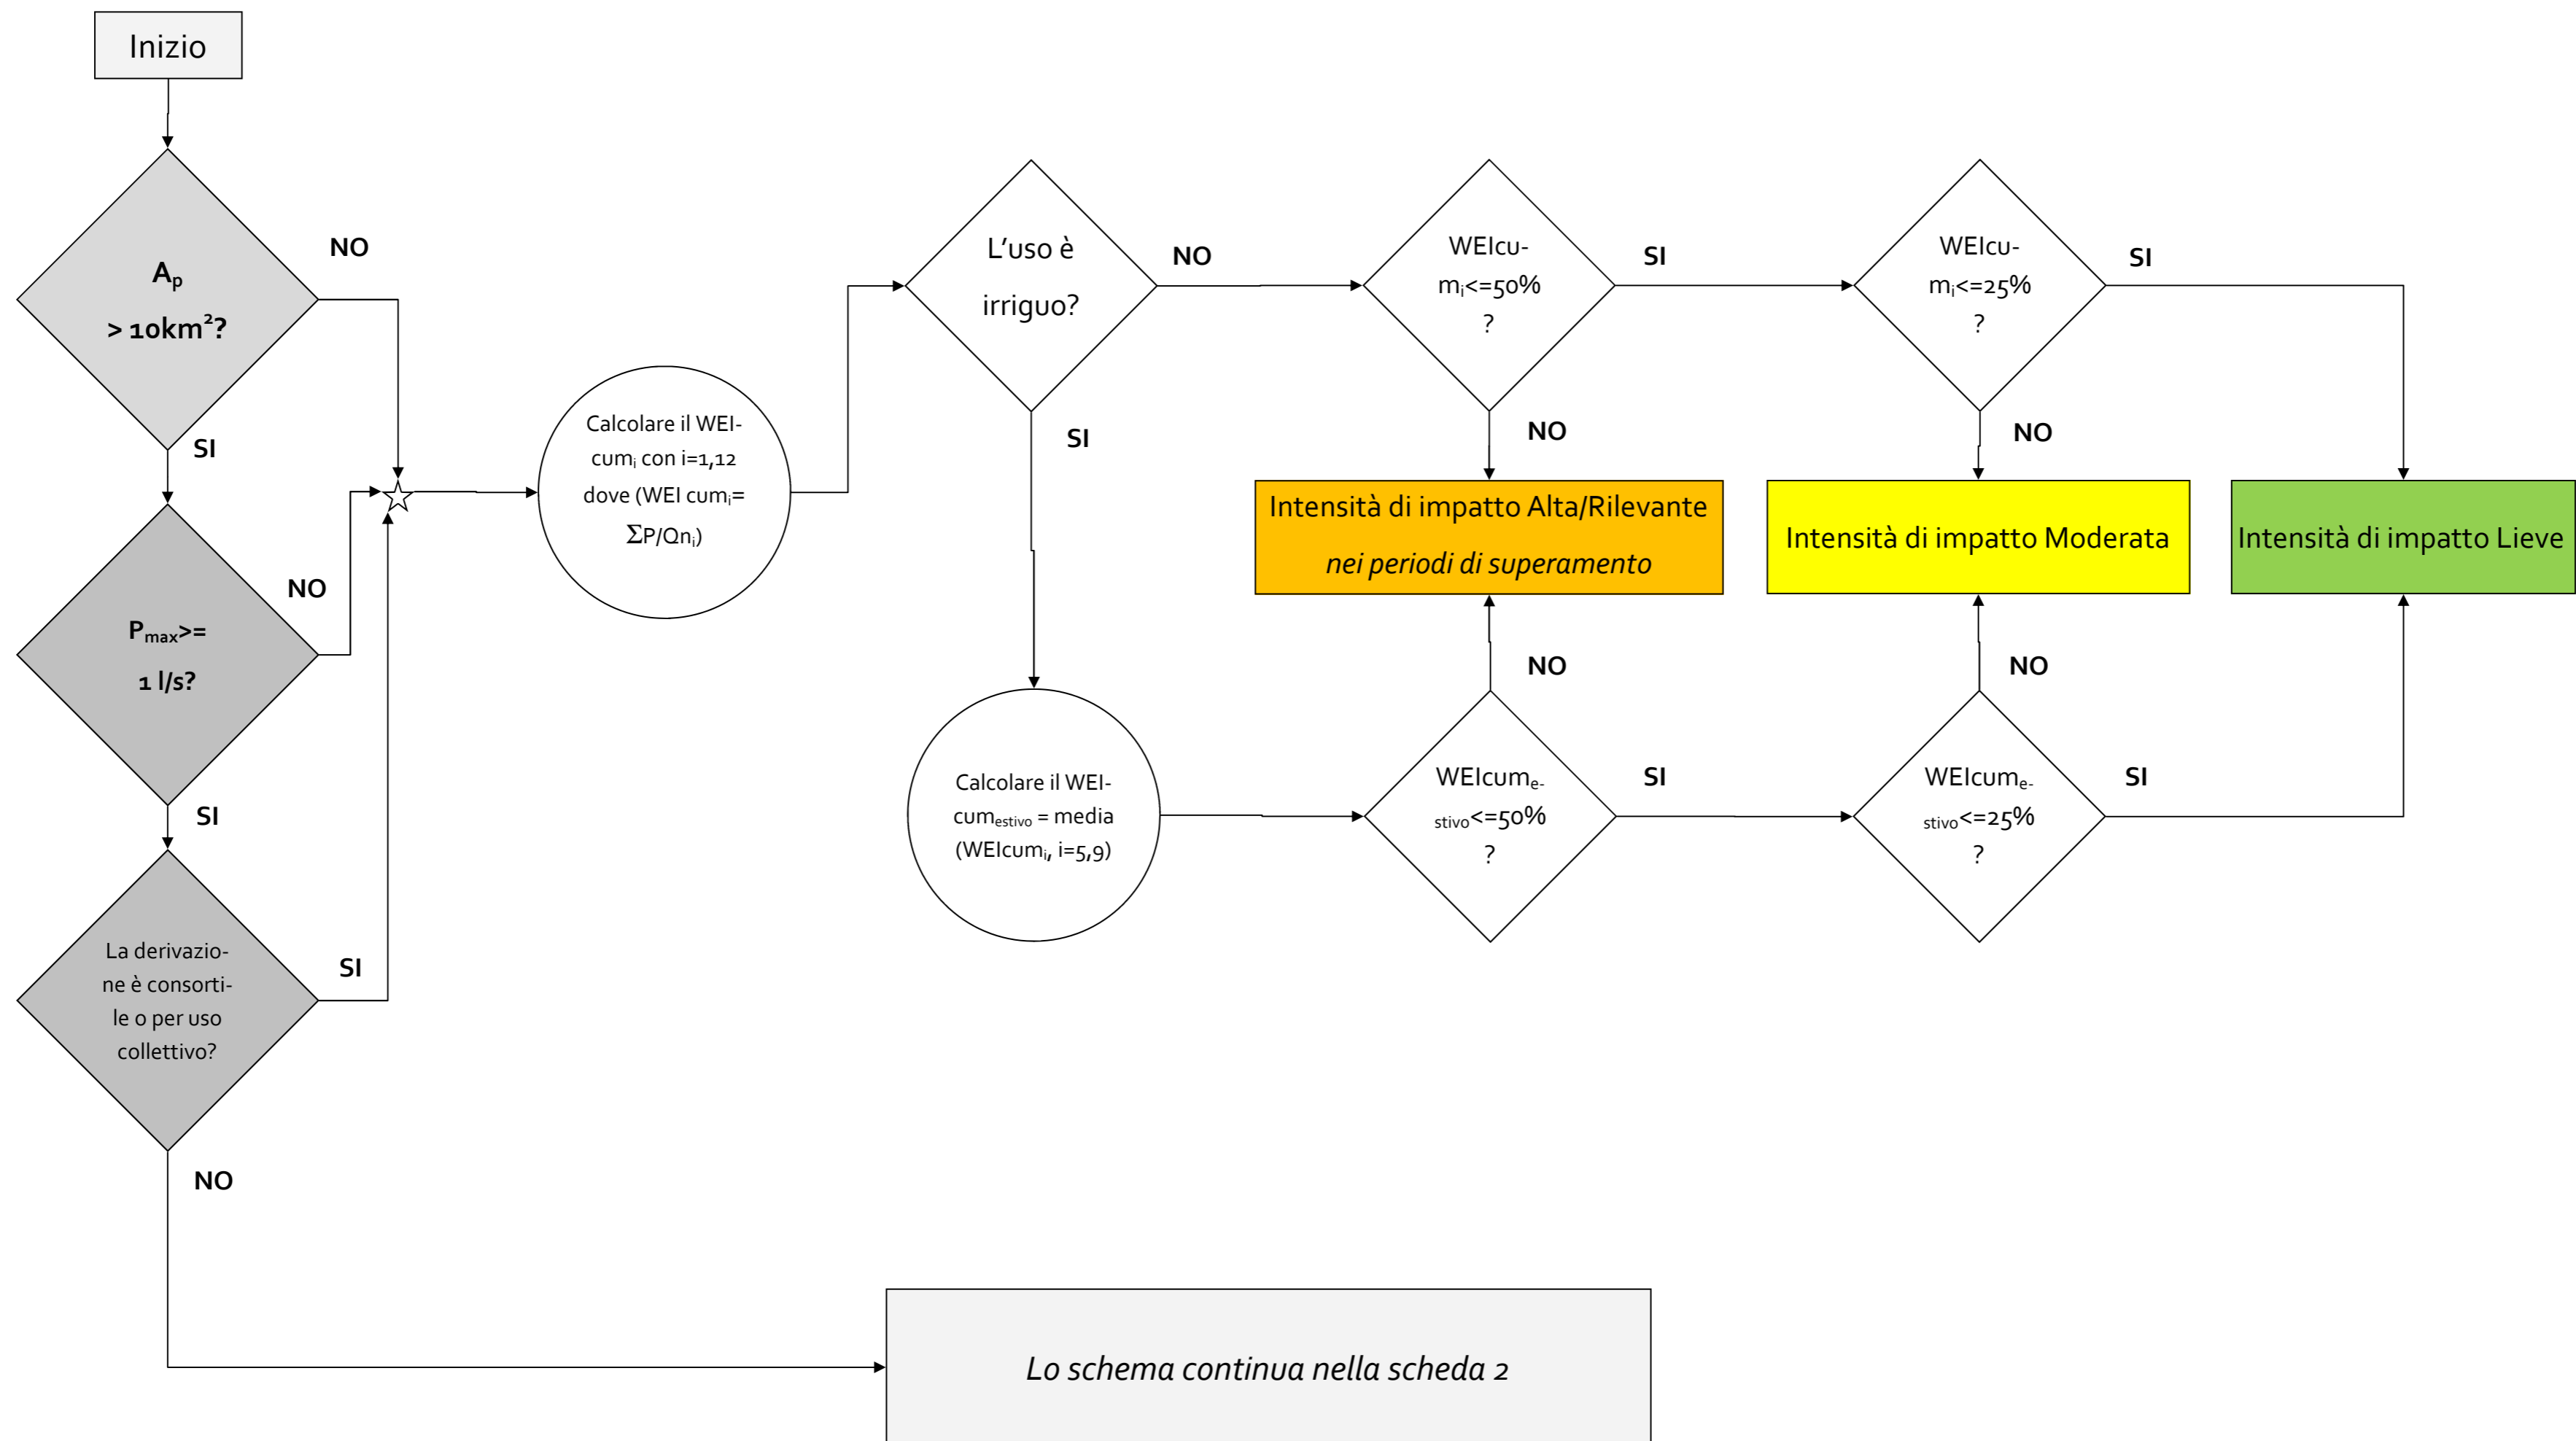 Inizio
Aₚ
> 10km²?
NO
SI
Pₘₐₓ>=
1 l/s?
NO
SI
La derivazio-
ne è consorti-
le o per uso
collettivo?
SI
NO
Calcolare il WEI-
cumᵢ con i=1,12
dove (WEI cumᵢ=
ΣP/Qnᵢ)
L'uso è
irriguo?
NO
SI
WEIcu-
mᵢ<=50%
?
SI
NO
WEIcu-
mᵢ<=25%
?
SI
NO
Intensità di impatto Alta/Rilevante
nei periodi di superamento
Intensità di impatto Moderata
Intensità di impatto Lieve
Calcolare il WEI-
cumestivo = media
(WEIcumᵢ, i=5,9)
NO
WEIcume-
stivo<=50%
?
SI
NO
WEIcume-
stivo<=25%
?
SI
Lo schema continua nella scheda 2